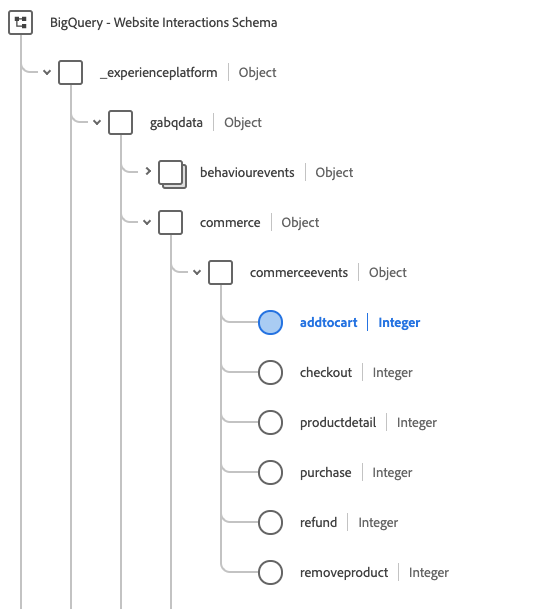 BigQuery - Website Interactions Schema
_experienceplatform | Object
gabqdata | Object
behaviourevents | Object
commerce | Object
commerceevents | Object
addtocart | Integer
checkout | Integer
productdetail | Integer
purchase | Integer
refund | Integer
removeproduct | Integer